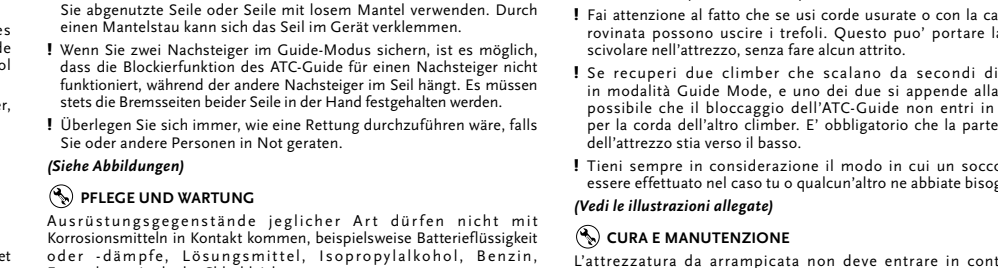 es
de
ol
er,
et
Sie abgenutzte Seile oder Seile mit losem Mantel verwenden. Durch
einen Mantelstau kann sich das Seil im Gerät verklemmen.
! Wenn Sie zwei Nachsteiger im Guide-Modus sichern, ist es möglich,
dass die Blockierfunktion des ATC-Guide für einen Nachsteiger nicht
funktioniert, während der andere Nachsteiger im Seil hängt. Es müssen
stets die Bremsseiten beider Seile in der Hand festgehalten werden.
! Überlegen Sie sich immer, wie eine Rettung durchzuführen wäre, falls
Sie oder andere Personen in Not geraten.
(Siehe Abbildungen)
PFLEGE UND WARTUNG
Ausrüstungsgegenstände jeglicher Art dürfen nicht mit
Korrosionsmitteln in Kontakt kommen, beispielsweise Batterieflüssigkeit
oder -dämpfe, Lösungsmittel, Isopropylalkohol, Benzin,
! Fai attenzione al fatto che se usi corde usurate o con la ca
rovinata possono uscire i trefoli. Questo puo' portare la
scivolare nell'attrezzo, senza fare alcun attrito.
! Se recuperi due climber che scalano da secondi di
in modalità Guide Mode, e uno dei due si appende alla
possibile che il bloccaggio dell'ATC-Guide non entri in
per la corda dell'altro climber. E' obbligatorio che la parte
dell'attrezzo stia verso il basso.
! Tieni sempre in considerazione il modo in cui un socco
essere effettuato nel caso tu o qualcun'altro ne abbiate bisog
(Vedi le illustrazioni allegate)
CURA E MANUTENZIONE
L'attrezzatura da arrampicata non deve entrare in cont